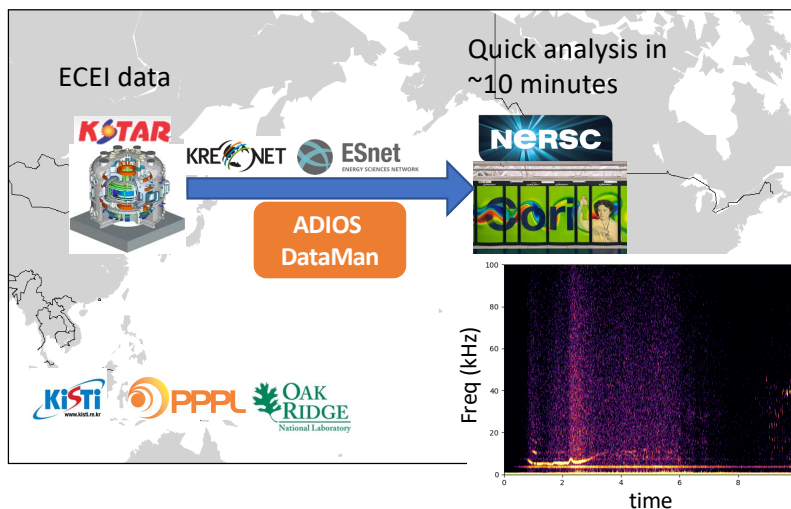 ECEI data
Quick analysis in
~10 minutes
KSTAR
KREONET
ESnet
ENERGY SCIENCES NETWORK
NERSC
Cori
ADIOS
DataMan
KiSTi
www.kisti.re.kr
PPPL
OAK
RIDGE
National Laboratory
Freq (kHz)
100
80
60
40
20
0
0 2 4 6 8
time